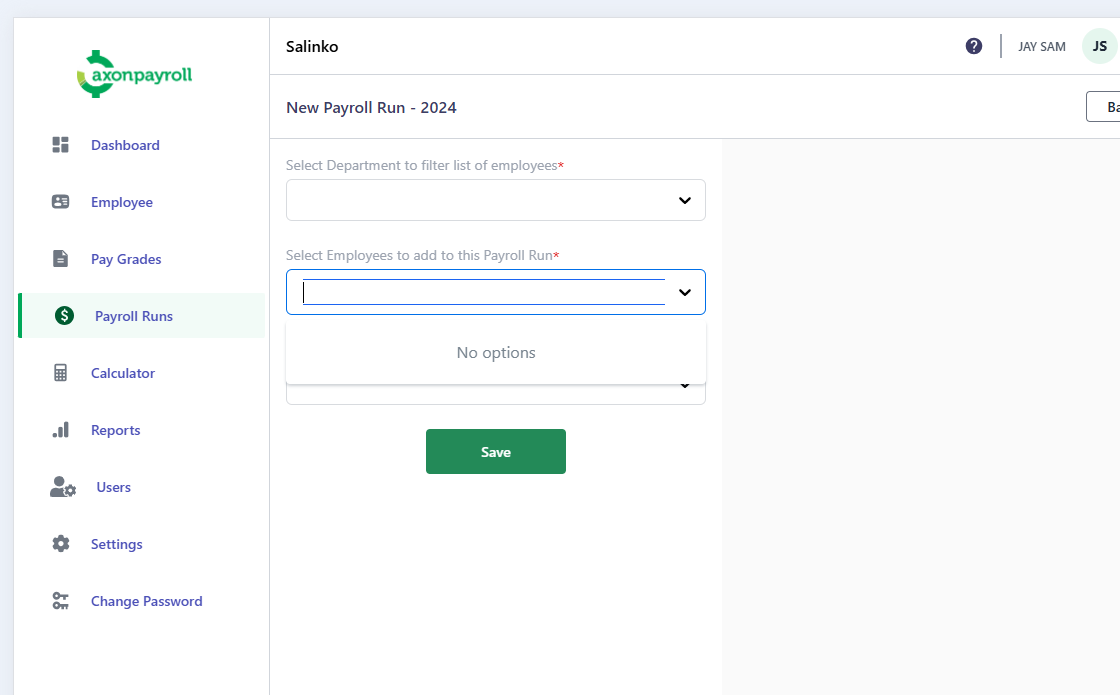 axonpayroll
Dashboard
Employee
Pay Grades
$
Payroll Runs
Calculator
Reports
Users
Settings
Change Password
Salinko
?
JAY SAM
JS
New Payroll Run - 2024
Ba
Select Department to filter list of employees*
Select Employees to add to this Payroll Run*
No options
Save